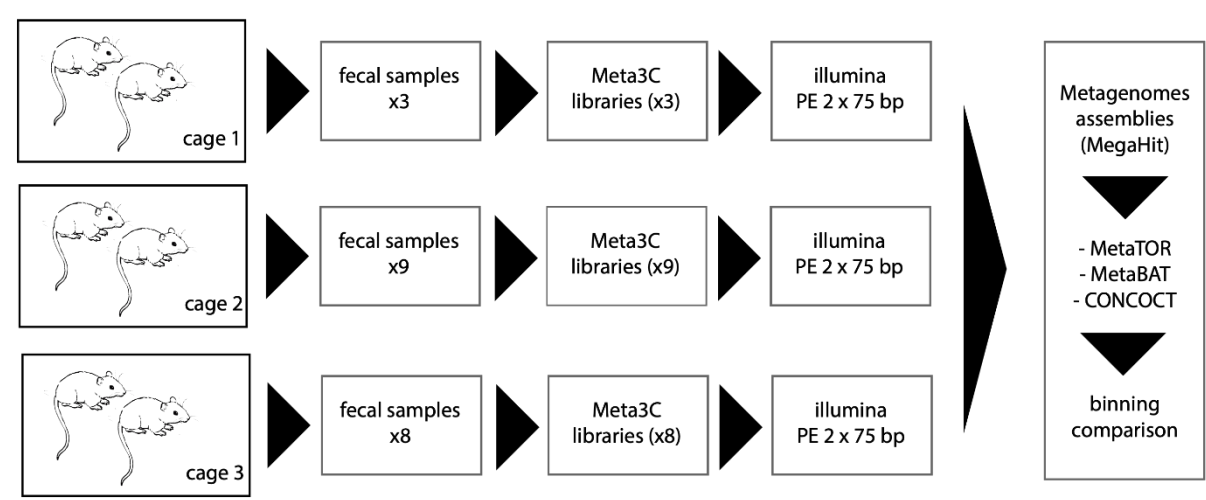 cage 1
fecal samples
x3
Meta3C
libraries (x3)
illumina
PE 2 x 75 bp
cage 2
fecal samples
x9
Meta3C
libraries (x9)
illumina
PE 2 x 75 bp
cage 3
fecal samples
x8
Meta3C
libraries (x8)
illumina
PE 2 x 75 bp
Metagenomes
assemblies
(MegaHit)
- MetaTOR
- MetaBAT
- CONCOCT
binning
comparison